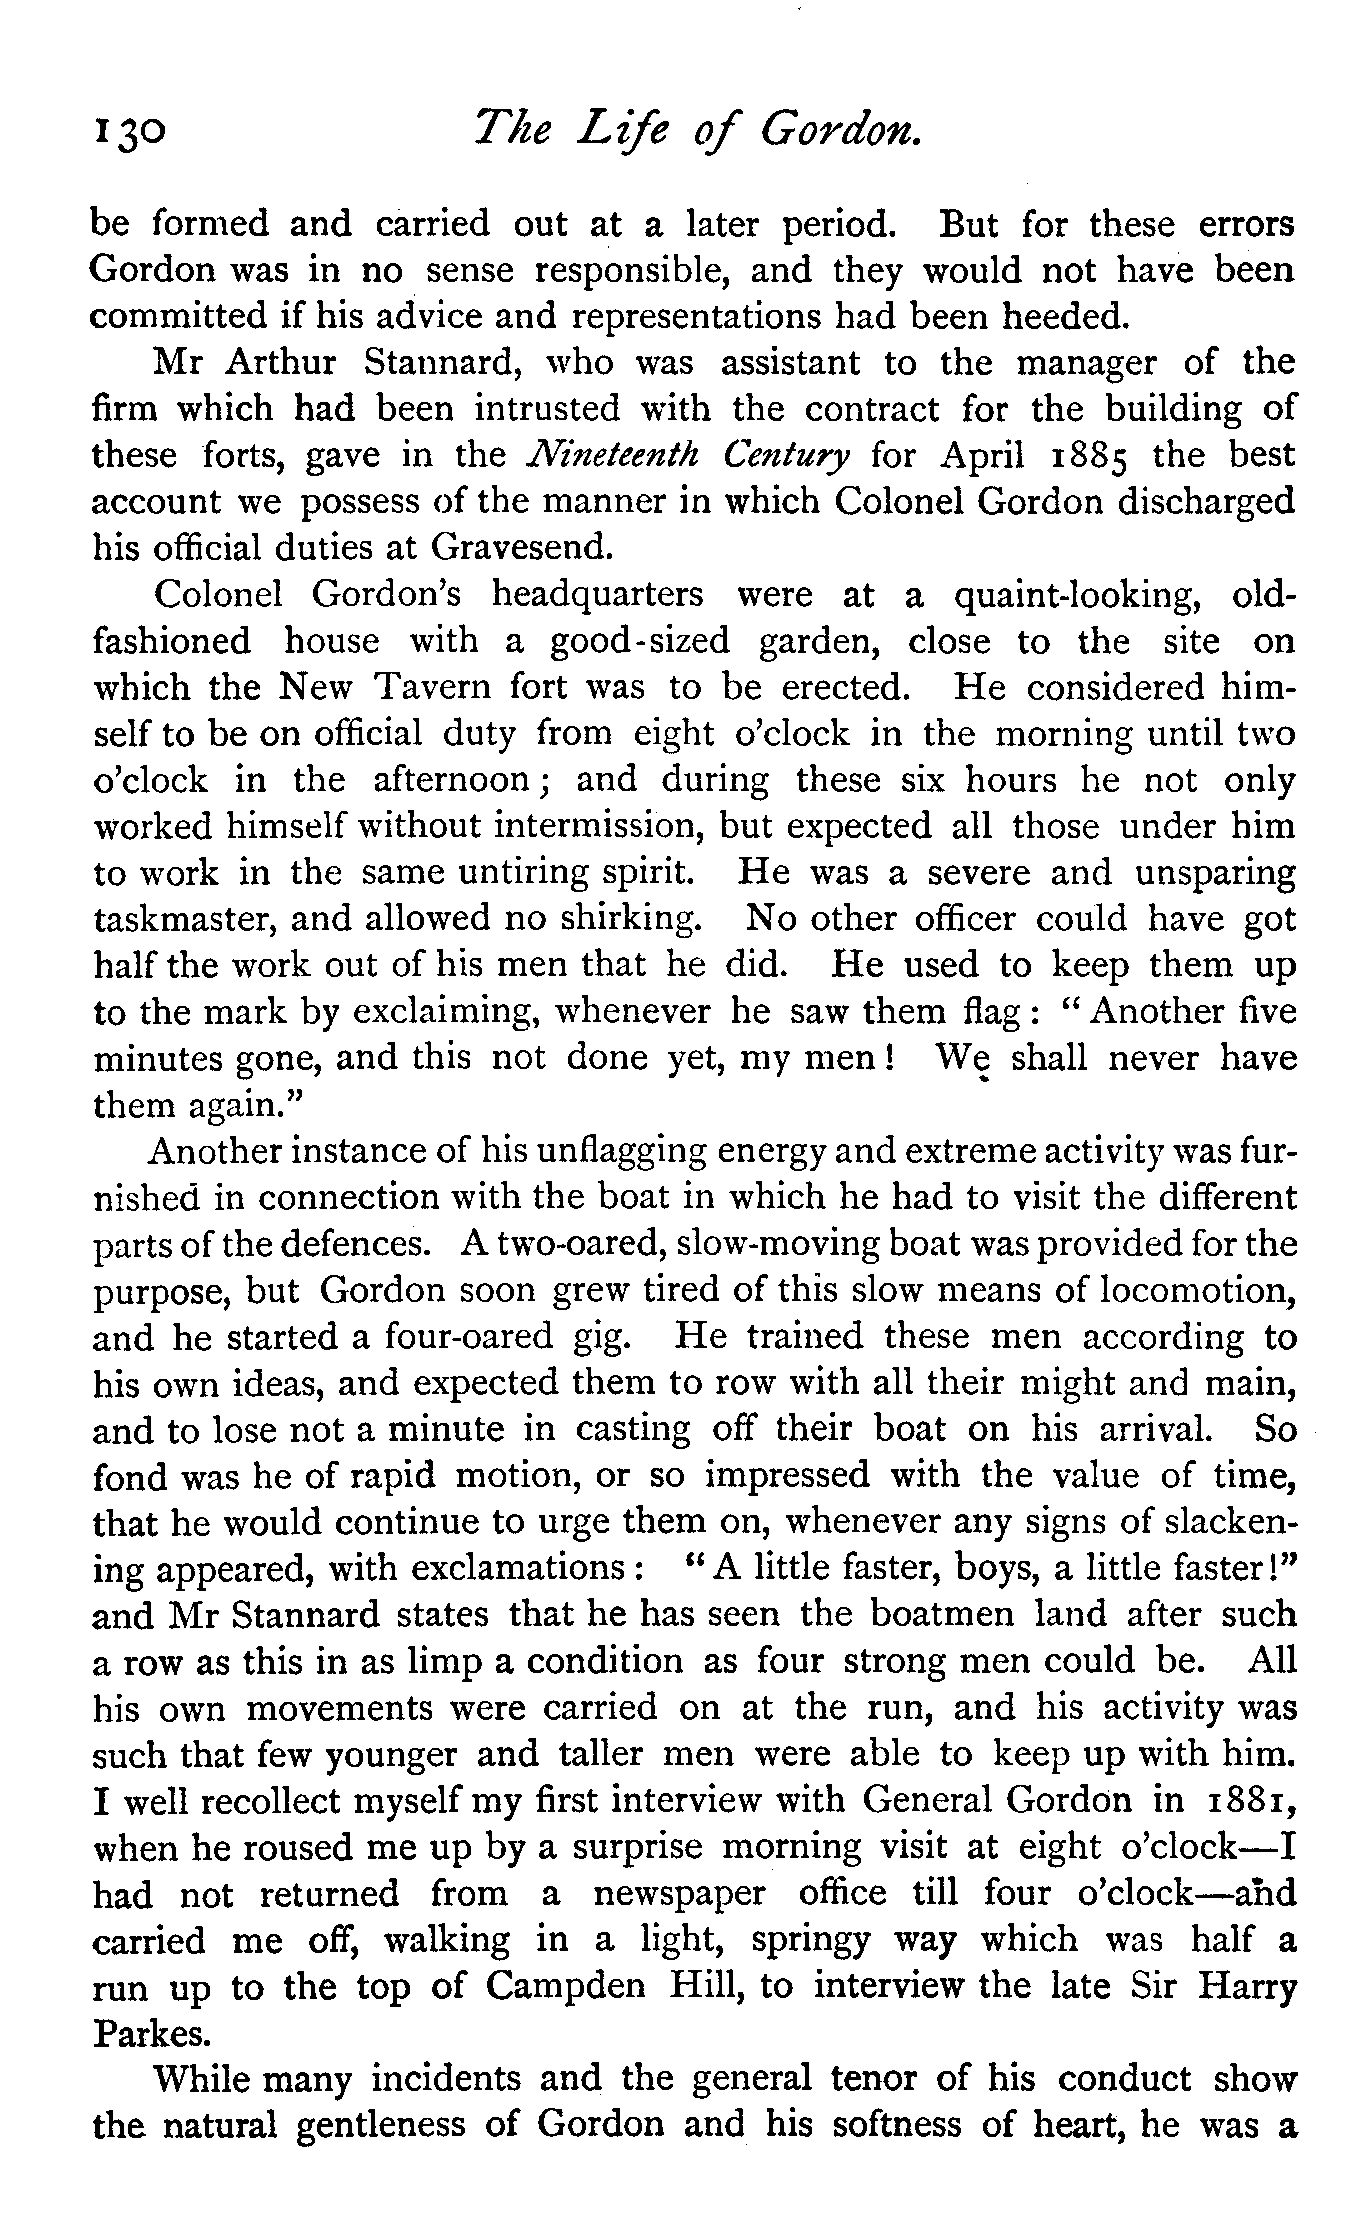 130 The Life of Gordon.
be formed and carried out at a later period. But for these errors
Gordon was in no sense responsible, and they would not have been
committed if his advice and representations had been heeded.
Mr Arthur Stannard, who was assistant to the manager of the
firm which had been intrusted with the contract for the building of
these forts, gave in the Nineteenth Century for April 1885 the best
account we possess of the manner in which Colonel Gordon discharged
his official duties at Gravesend.
Colonel Gordon's headquarters were at a quaint-looking, old-
fashioned house with a good-sized garden, close to the site on
which the New Tavern fort was to be erected. He considered him-
self to be on official duty from eight o'clock in the morning until two
o'clock in the afternoon; and during these six hours he not only
worked himself without intermission, but expected all those under him
to work in the same untiring spirit. He was a severe and unsparing
taskmaster, and allowed no shirking. No other officer could have got
half the work out of his men that he did. He used to keep them up
to the mark by exclaiming, whenever he saw them flag: "Another five
minutes gone, and this not done yet, my men! We shall never have
them again."
Another instance of his unflagging energy and extreme activity was fur-
nished in connection with the boat in which he had to visit the different
parts of the defences. A two-oared, slow-moving boat was provided for the
purpose, but Gordon soon grew tired of this slow means of locomotion,
and he started a four-oared gig. He trained these men according to
his own ideas, and expected them to row with all their might and main,
and to lose not a minute in casting off their boat on his arrival. So
fond was he of rapid motion, or so impressed with the value of time,
that he would continue to urge them on, whenever any signs of slacken-
ing appeared, with exclamations: "A little faster, boys, a little faster!"
and Mr Stannard states that he has seen the boatmen land after such
a row as this in as limp a condition as four strong men could be. All
his own movements were carried on at the run, and his activity was
such that few younger and taller men were able to keep up with him.
I well recollect myself my first interview with General Gordon in 1881,
when he roused me up by a surprise morning visit at eight o'clock—I
had not returned from a newspaper office till four o'clock—and
carried me off, walking in a light, springy way which was half a
run up to the top of Campden Hill, to interview the late Sir Harry
Parkes.
While many incidents and the general tenor of his conduct show
the natural gentleness of Gordon and his softness of heart, he was a